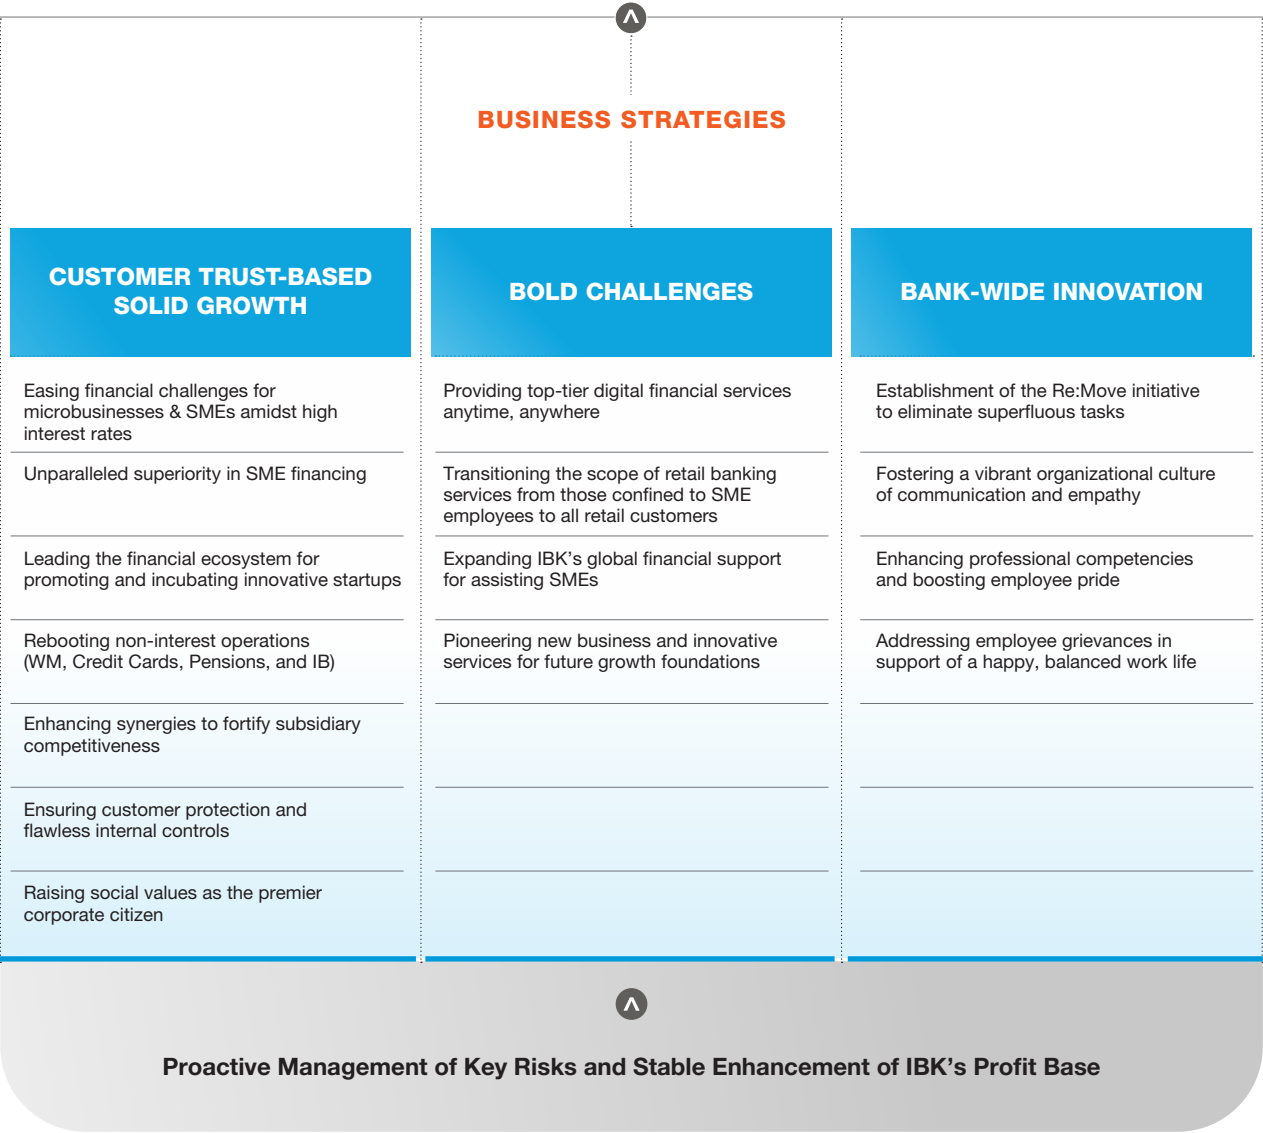 BUSINESS STRATEGIES
CUSTOMER TRUST-BASED
SOLID GROWTH
Easing financial challenges for
microbusinesses & SMEs amidst high
interest rates
Unparalleled superiority in SME financing
Leading the financial ecosystem for
promoting and incubating innovative startups
Rebooting non-interest operations
(WM, Credit Cards, Pensions, and IB)
Enhancing synergies to fortify subsidiary
competitiveness
Ensuring customer protection and
flawless internal controls
Raising social values as the premier
corporate citizen
BOLD CHALLENGES
Providing top-tier digital financial services
anytime, anywhere
Transitioning the scope of retail banking
services from those confined to SME
employees to all retail customers
Expanding IBK’s global financial support
for assisting SMEs
Pioneering new business and innovative
services for future growth foundations
BANK-WIDE INNOVATION
Establishment of the Re:Move initiative
to eliminate superfluous tasks
Fostering a vibrant organizational culture
of communication and empathy
Enhancing professional competencies
and boosting employee pride
Addressing employee grievances in
support of a happy, balanced work life
Proactive Management of Key Risks and Stable Enhancement of IBK’s Profit Base